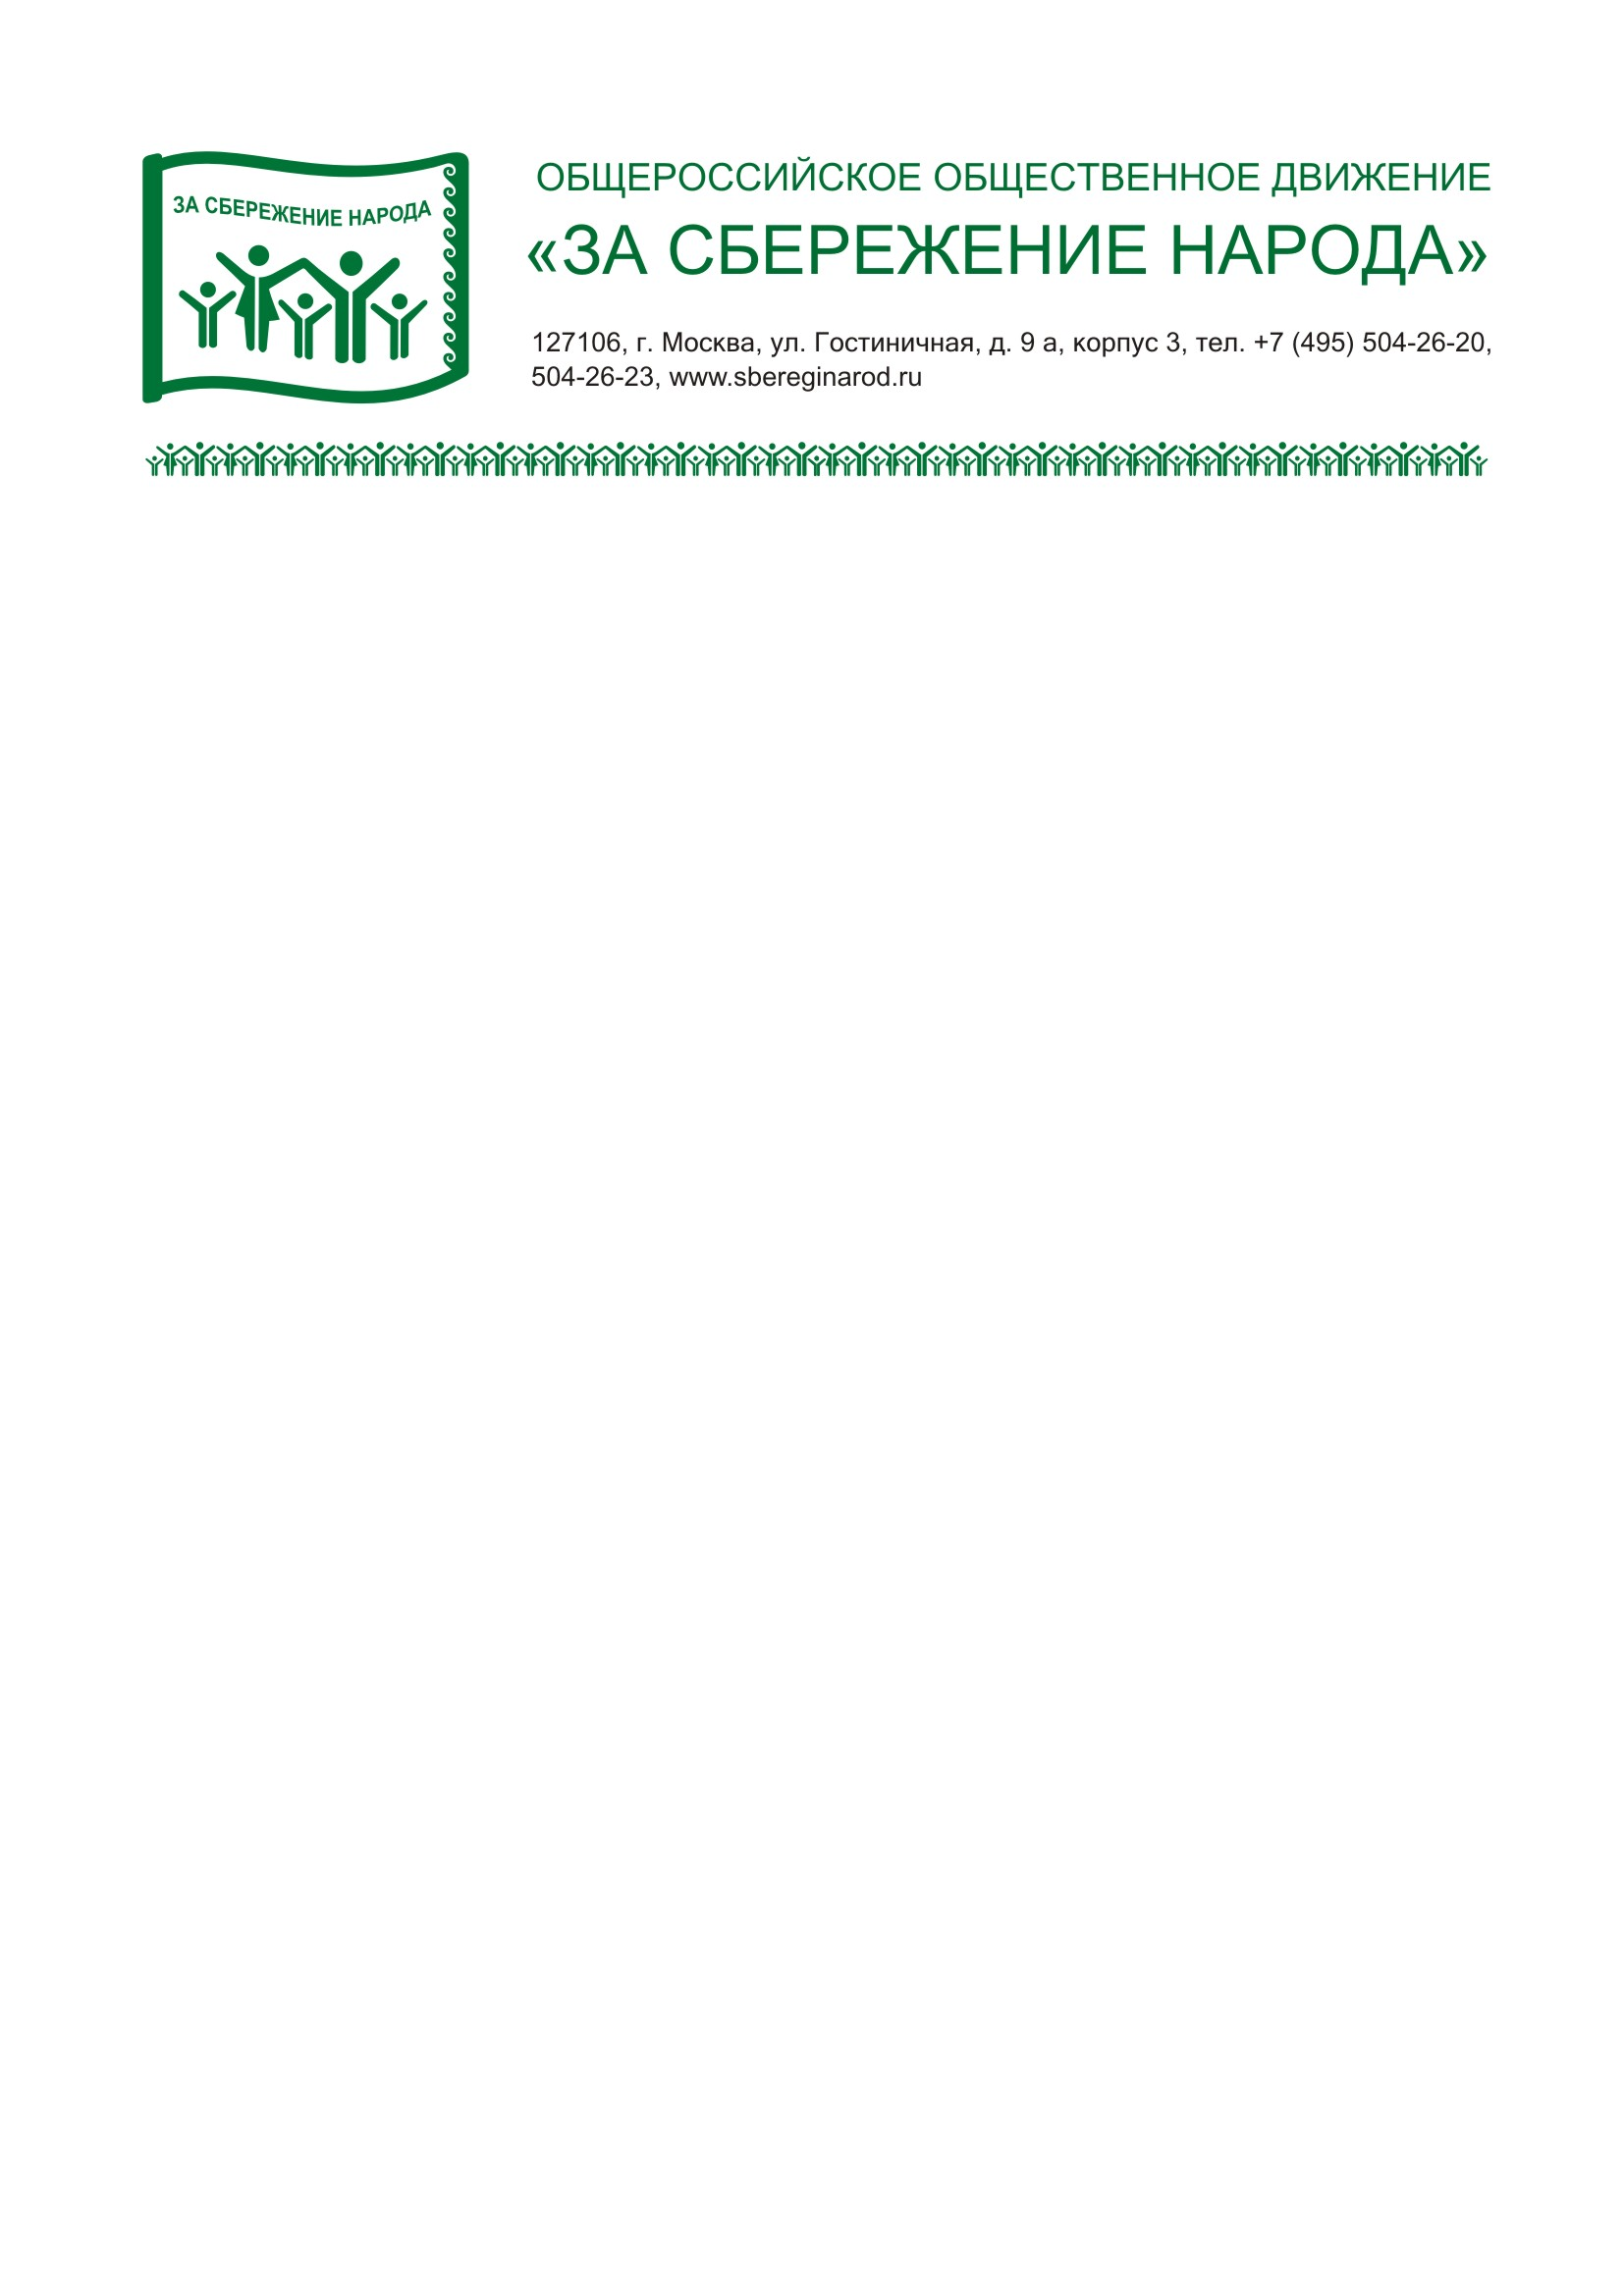 ЗА СБЕРЕЖЕНИЕ НАРОДА
ОБЩЕРОССИЙСКОЕ ОБЩЕСТВЕННОЕ ДВИЖЕНИЕ
«ЗА СБЕРЕЖЕНИЕ НАРОДА»
127106, г. Москва, ул. Гостиничная, д. 9 а, корпус 3, тел. +7 (495) 504-26-20,
504-26-23, www.sbereginarod.ru